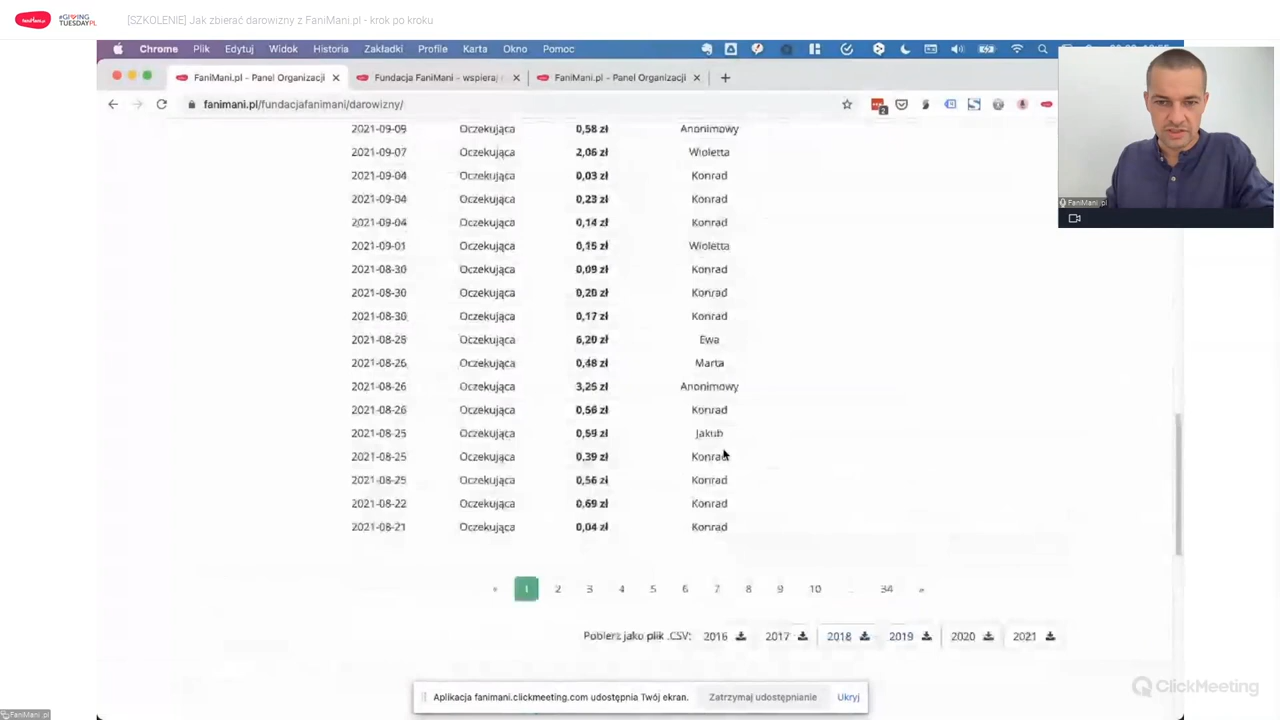 FaniMani.pl #GIVING TUESDAYPL [SZKOLENIE] Jak zbierać darowizny z FaniMani.pl - krok po kroku
Chrome Plik Edytuj Widok Historia Zakładki Profile Karta Okno Pomoc
FaniMani.pl - Panel Organizacji × Fundacja FaniMani - wspieraj × FaniMani.pl - Panel Organizacji × +
fanimani.pl/fundacjafanimani/darowizny/
2021-09-09 Oczekująca 0,58 zł Anonimowy
2021-09-07 Oczekująca 2,06 zł Wioletta
2021-09-04 Oczekująca 0,03 zł Konrad
2021-09-04 Oczekująca 0,23 zł Konrad
2021-09-04 Oczekująca 0,14 zł Konrad
2021-09-01 Oczekująca 0,15 zł Wioletta
2021-08-30 Oczekująca 0,09 zł Konrad
2021-08-30 Oczekująca 0,20 zł Konrad
2021-08-30 Oczekująca 0,17 zł Konrad
2021-08-28 Oczekująca 6,20 zł Ewa
2021-08-26 Oczekująca 0,48 zł Marta
2021-08-26 Oczekująca 3,25 zł Anonimowy
2021-08-26 Oczekująca 0,56 zł Konrad
2021-08-25 Oczekująca 0,59 zł Jakub
2021-08-25 Oczekująca 0,39 zł Konrad
2021-08-25 Oczekująca 0,56 zł Konrad
2021-08-22 Oczekująca 0,69 zł Konrad
2021-08-21 Oczekująca 0,04 zł Konrad
« 1 2 3 4 5 6 7 8 9 10 ... 34 »
Pobierz jako plik .CSV: 2016 2017 2018 2019 2020 2021
Aplikacja fanimani.clickmeeting.com udostępnia Twój ekran. Zatrzymaj udostępnianie Ukryj
FaniMani .pl
ClickMeeting
FaniMani .pl